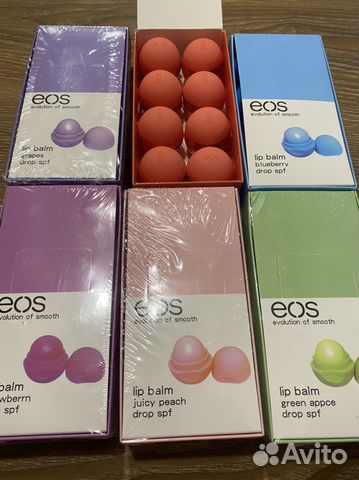 eos
evolution of smooth
lip balm
grapes
drop spf
eos
evolution of smooth
lip balm
blueberry
drop spf
eos
evolution of smooth
balm
spf
eos
evolution of smooth
lip balm
juicy peach
drop spf
eos
evolution of smooth
lip balm
green appce
drop spf
Avito